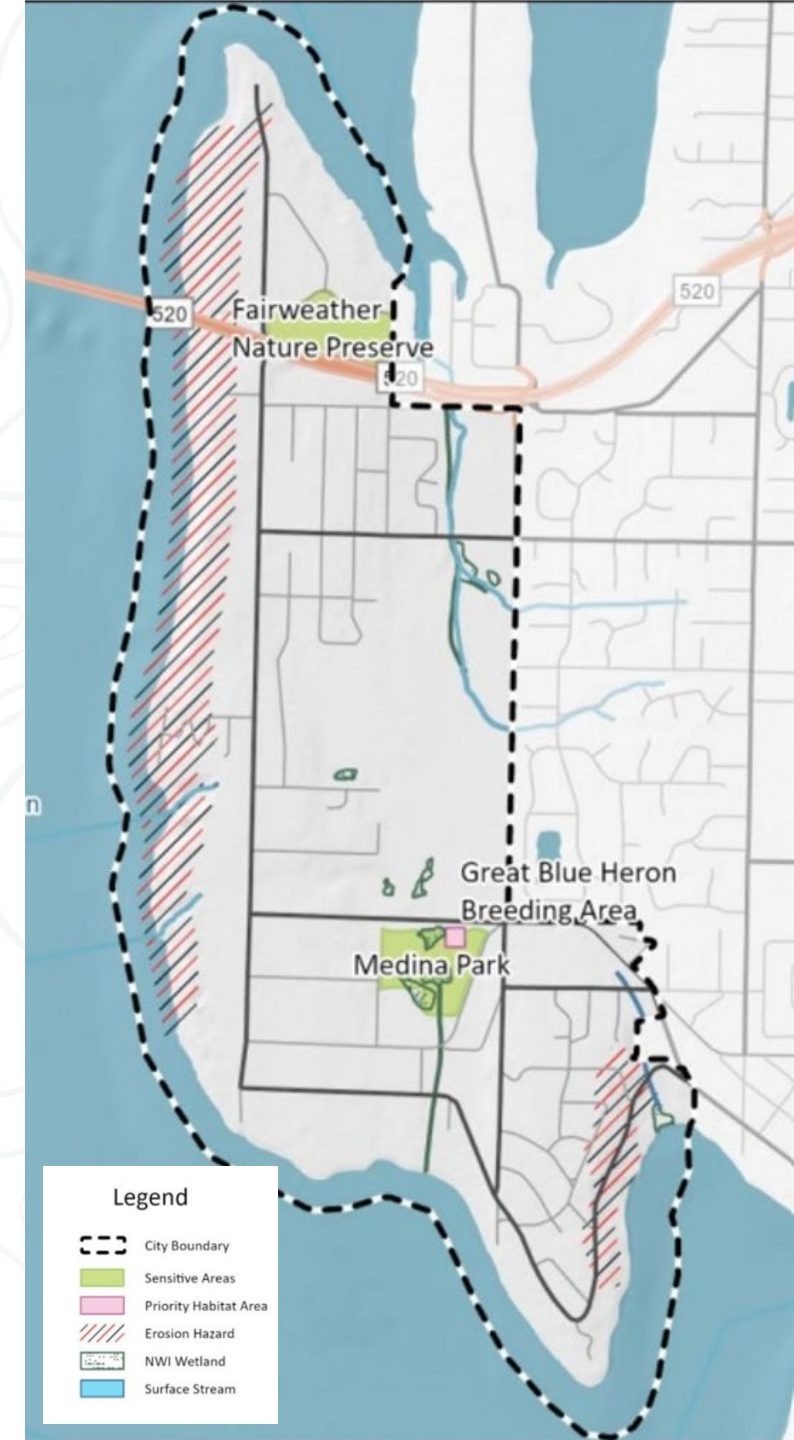 520
520
Fairweather
Nature Preserve
520
n
Great Blue Heron
Breeding Area
Medina Park
Legend
City Boundary
Sensitive Areas
Priority Habitat Area
Erosion Hazard
NWI Wetland
Surface Stream